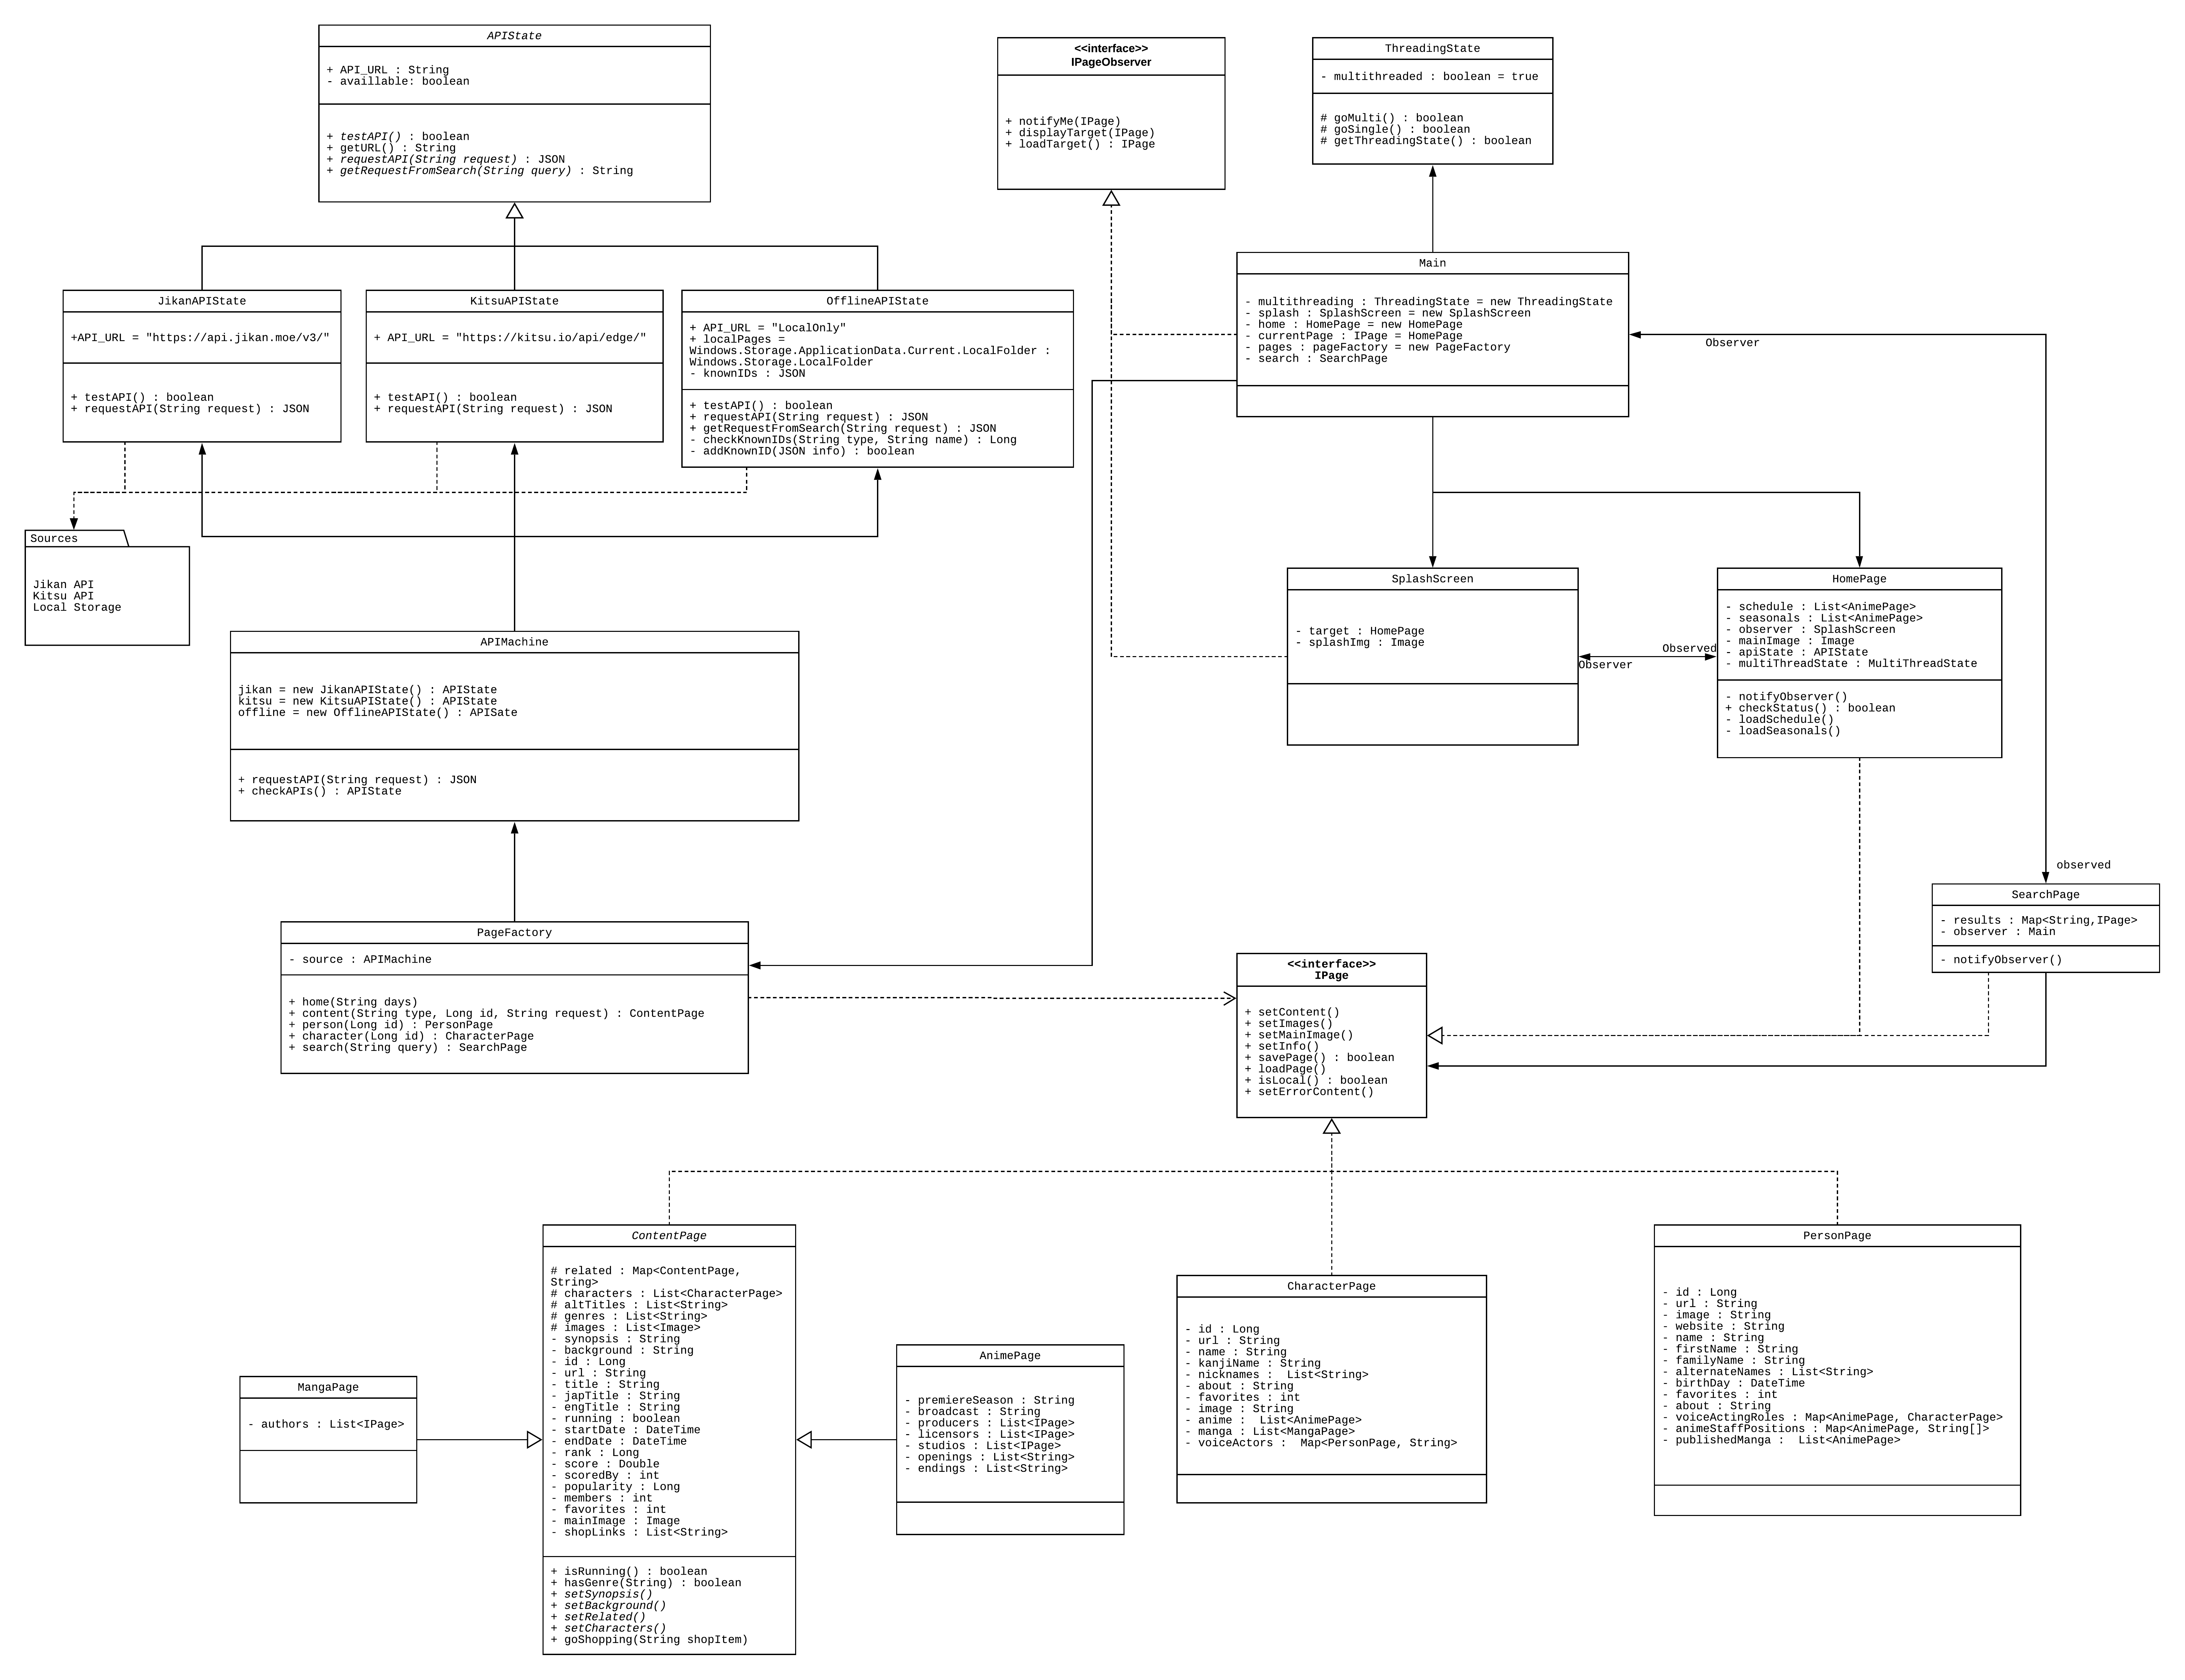 APIState
+ API_URL : String
- availlable: boolean
+ testAPI() : boolean
+ getURL() : String
+ requestAPI(String request) : JSON
+ getRequestFromSearch(String query) : String
<<interface>>
IPageObserver
+ notifyMe(IPage)
+ displayTarget(IPage)
+ loadTarget() : IPage
ThreadingState
- multithreaded : boolean = true
# goMulti() : boolean
# goSingle() : boolean
# getThreadingState() : boolean
JikanAPIState
+API_URL = "https://api.jikan.moe/v3/"
+ testAPI() : boolean
+ requestAPI(String request) : JSON
KitsuAPIState
+ API_URL = "https://kitsu.io/api/edge/"
+ testAPI() : boolean
+ requestAPI(String request) : JSON
OfflineAPIState
+ API_URL = "LocalOnly"
+ localPages =
Windows.Storage.ApplicationData.Current.LocalFolder :
Windows.Storage.LocalFolder
- knownIDs : JSON
+ testAPI() : boolean
+ requestAPI(String request) : JSON
+ getRequestFromSearch(String request) : JSON
- checkKnownIDs(String type, String name) : Long
- addKnownID(JSON info) : boolean
Main
- multithreading : ThreadingState = new ThreadingState
- splash : SplashScreen = new SplashScreen
- home : HomePage = new HomePage
- currentPage : IPage = HomePage
- pages : pageFactory = new PageFactory
- search : SearchPage
Observer
Sources
Jikan API
Kitsu API
Local Storage
APIMachine
jikan = new JikanAPIState() : APIState
kitsu = new KitsuAPIState() : APIState
offline = new OfflineAPIState() : APISate
+ requestAPI(String request) : JSON
+ checkAPIs() : APIState
SplashScreen
- target : HomePage
- splashImg : Image
Observer
Observed
HomePage
- schedule : List<AnimePage>
- seasonals : List<AnimePage>
- observer : SplashScreen
- mainImage : Image
- apiState : APIState
- multiThreadState : MultiThreadState
- notifyObserver()
+ checkStatus() : boolean
- loadSchedule()
- loadSeasonals()
observed
SearchPage
- results : Map<String,IPage>
- observer : Main
- notifyObserver()
PageFactory
- source : APIMachine
+ home(String days)
+ content(String type, Long id, String request) : ContentPage
+ person(Long id) : PersonPage
+ character(Long id) : CharacterPage
+ search(String query) : SearchPage
<<interface>>
IPage
+ setContent()
+ setImages()
+ setMainImage()
+ setInfo()
+ savePage() : boolean
+ loadPage()
+ isLocal() : boolean
+ setErrorContent()
MangaPage
- authors : List<IPage>
ContentPage
# related : Map<ContentPage,
String>
# characters : List<CharacterPage>
# altTitles : List<String>
# genres : List<String>
# images : List<Image>
- synopsis : String
- background : String
- id : Long
- url : String
- title : String
- japTitle : String
- engTitle : String
- running : boolean
- startDate : DateTime
- endDate : DateTime
- rank : Long
- score : Double
- scoredBy : int
- popularity : Long
- members : int
- favorites : int
- mainImage : Image
- shopLinks : List<String>
+ isRunning() : boolean
+ hasGenre(String) : boolean
+ setSynopsis()
+ setBackground()
+ setRelated()
+ setCharacters()
+ goShopping(String shopItem)
AnimePage
- premiereSeason : String
- broadcast : String
- producers : List<IPage>
- licensors : List<IPage>
- studios : List<IPage>
- openings : List<String>
- endings : List<String>
CharacterPage
- id : Long
- url : String
- name : String
- kanjiName : String
- nicknames :  List<String>
- about : String
- favorites : int
- image : String
- anime :  List<AnimePage>
- manga : List<MangaPage>
- voiceActors :  Map<PersonPage, String>
PersonPage
- id : Long
- url : String
- image : String
- website : String
- name : String
- firstName : String
- familyName : String
- alternateNames : List<String>
- birthDay : DateTime
- favorites : int
- about : String
- voiceActingRoles : Map<AnimePage, CharacterPage>
- animeStaffPositions : Map<AnimePage, String[]>
- publishedManga :  List<AnimePage>